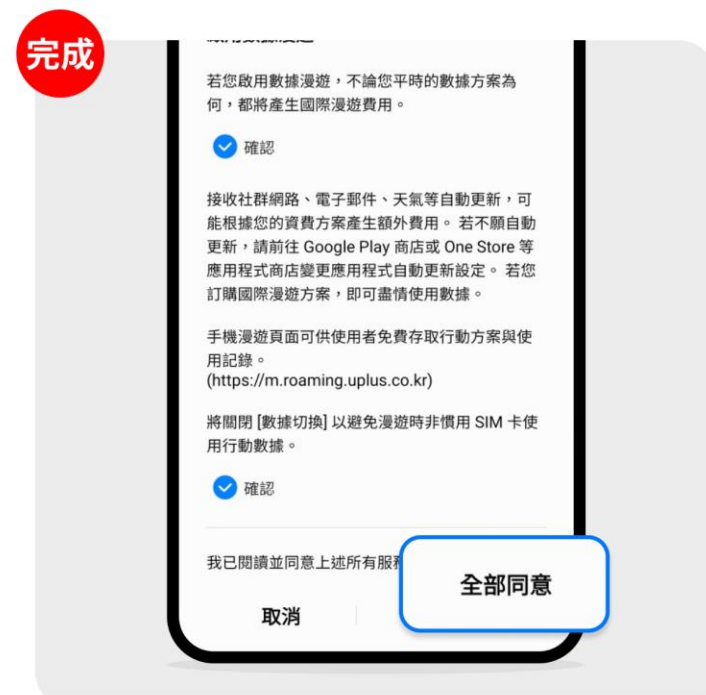 完成
若您啟用數據漫遊，不論您平時的數據方案為
何，都將產生國際漫遊費用。
確認
接收社群網路、電子郵件、天氣等自動更新，可
能根據您的資費方案產生額外費用。 若不願自動
更新，請前往 Google Play 商店或 One Store 等
應用程式商店變更應用程式自動更新設定。 若您
訂購國際漫遊方案，即可盡情使用數據。
手機漫遊頁面可供使用者免費存取行動方案與使
用記錄。
(https://m.roaming.uplus.co.kr)
將關閉 [數據切換] 以避免漫遊時非慣用 SIM 卡使
用行動數據。
確認
我已閱讀並同意上述所有服
取消
全部同意